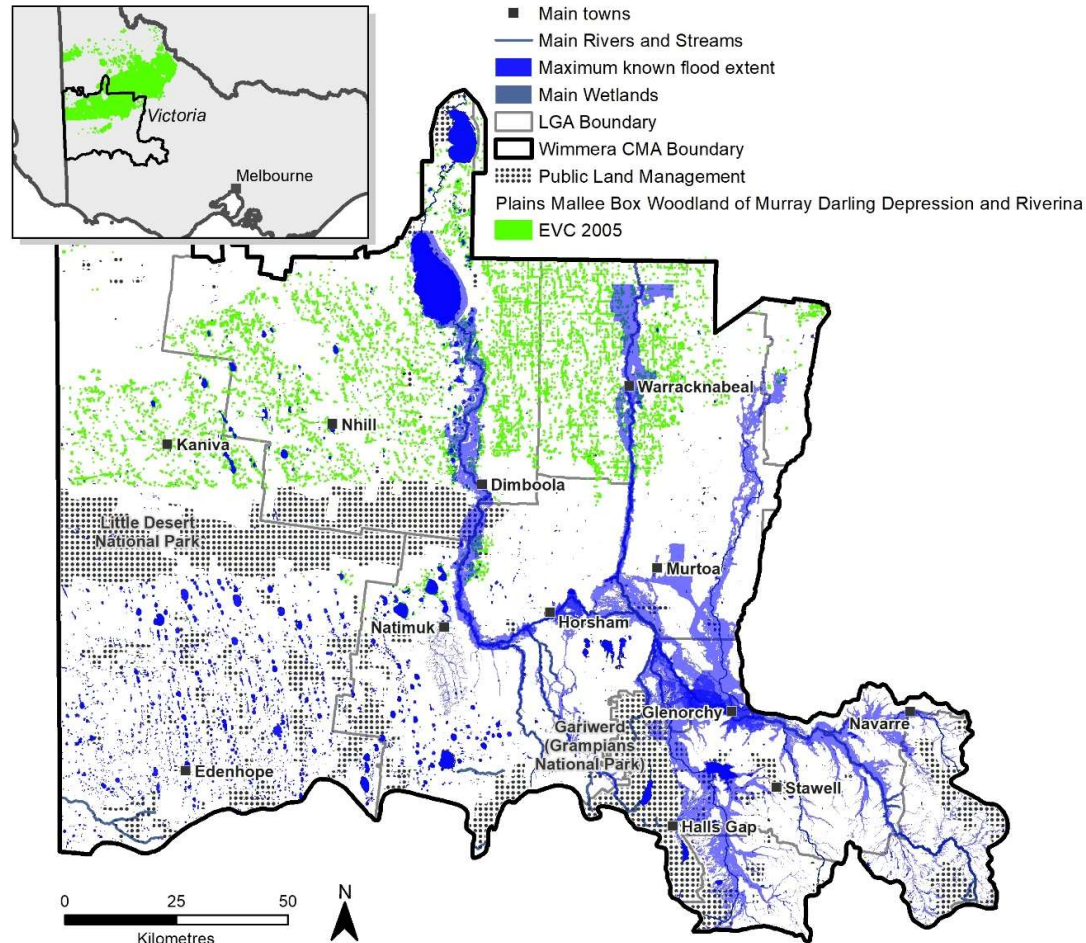 Victoria
Melbourne
Main towns
Main Rivers and Streams
Maximum known flood extent
Main Wetlands
LGA Boundary
Wimmera CMA Boundary
Public Land Management
Plains Mallee Box Woodland of Murray Darling Depression and Riverina
EVC 2005
Warracknabeal
Nhill
Kaniva
Dimboola
Little Desert
National Park
Murtoa
Horsham
Natimuk
Glenorchy
Navarre
Gariwerd
(Grampians
National Park)
Edenhope
Stawell
Halls Gap
0 25 50
Kilometres
N